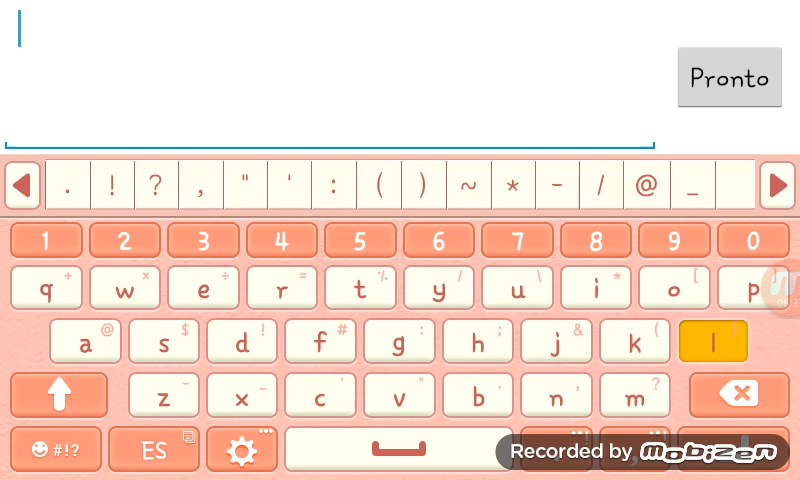 Pronto
. ! ? , " ' : ( ) ~ * - / @ _
1 2 3 4 5 6 7 8 9 0
q + w × e ÷ r = t % y / u \ i * o [ p
a @ s $ d ! f # g : h ; j & k ( l
z - x _ c ' v " b . n , m ?
#!? ES
Recorded by mobizen